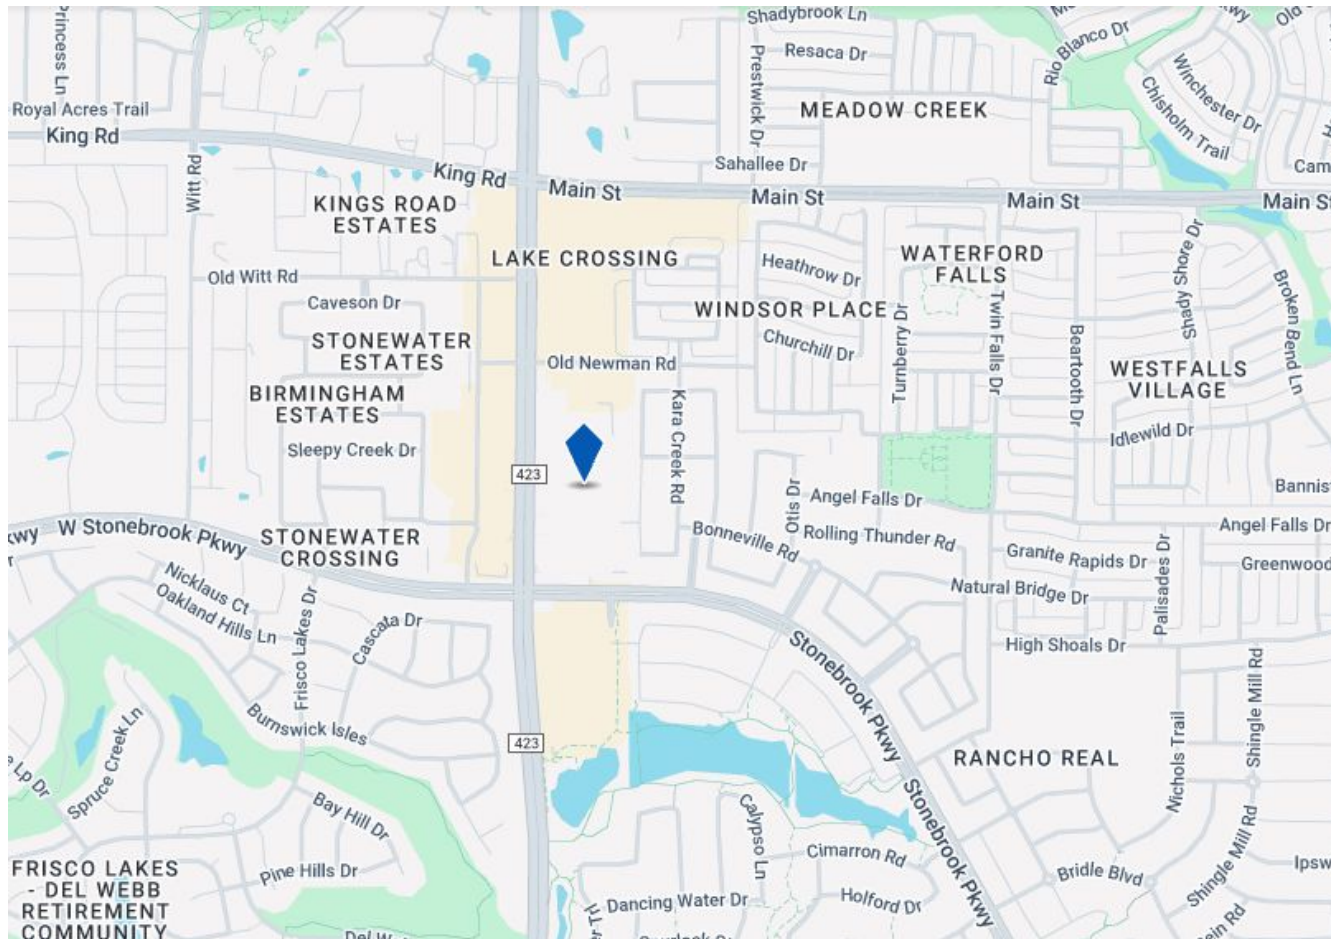 Shadybrook Ln
Old
Princess Ln
Resaca Dr
Rio Blanco Dr
Prestwick Dr
Winchester Dr
Royal Acres Trail
MEADOW CREEK
Chisholm Trail
King Rd
Sahallee Dr
Witt Rd
King Rd
Main St
Main St
Main St
Main St
KINGS ROAD
ESTATES
LAKE CROSSING
WATERFORD
FALLS
Shady Shore Dr
Old Witt Rd
Heathrow Dr
Broken Bend Ln
Caveson Dr
WINDSOR PLACE
Turnberry Dr
Twin Falls Dr
Beartooth Dr
STONEWATER
ESTATES
Churchill Dr
Old Newman Rd
WESTFALLS
VILLAGE
BIRMINGHAM
ESTATES
Kara Creek Rd
Idlewild Dr
Sleepy Creek Dr
423
Otis Dr
Angel Falls Dr
Bannist
W Stonebrook Pkwy
STONEWATER
CROSSING
Bonneville Rd
Rolling Thunder Rd
Angel Falls Dr
Granite Rapids Dr
Palisades Dr
Greenwood
Nicklaus Ct
Natural Bridge Dr
Oakland Hills Ln
Frisco Lakes Dr
Cascata Dr
Stonebrook Pkwy
High Shoals Dr
Shingle Mill Rd
Burnswick Isles
Spruce Creek Ln
423
RANCHO REAL
Nichols Trail
Lp Dr
Bay Hill Dr
Calypso Ln
Stonebrook Pkwy
Shingle Mill Rd
Cimarron Rd
Bridle Blvd
Ipsw
FRISCO LAKES
- DEL WEBB
RETIREMENT
COMMUNITY
Pine Hills Dr
Dancing Water Dr
Holford Dr